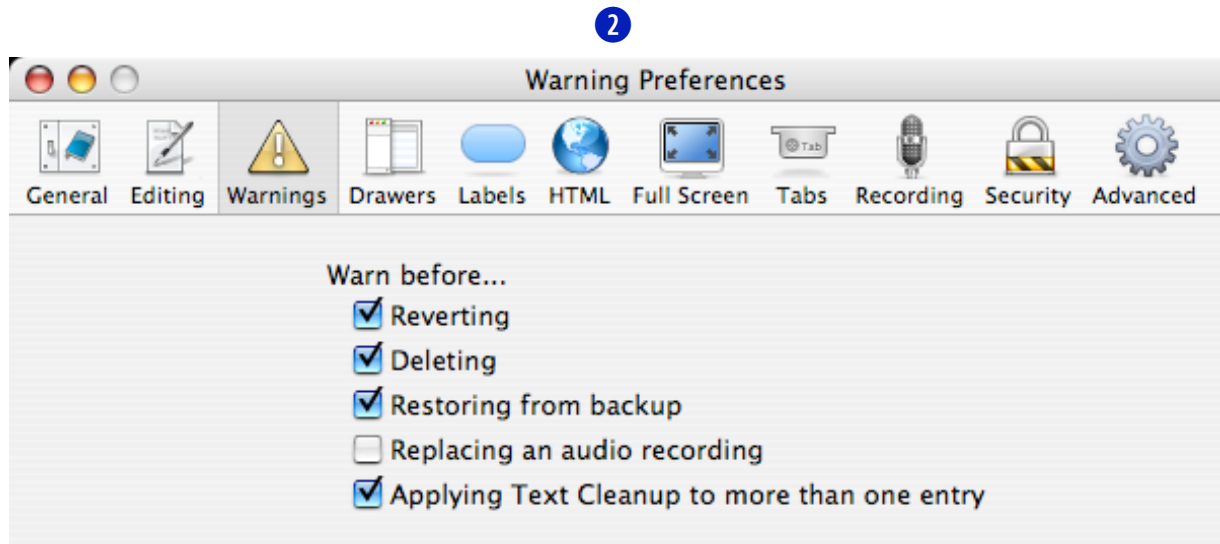 2
Warning Preferences
Tab
General Editing Warnings Drawers Labels HTML Full Screen Tabs Recording Security Advanced
Warn before...
Reverting
Deleting
Restoring from backup
Replacing an audio recording
Applying Text Cleanup to more than one entry